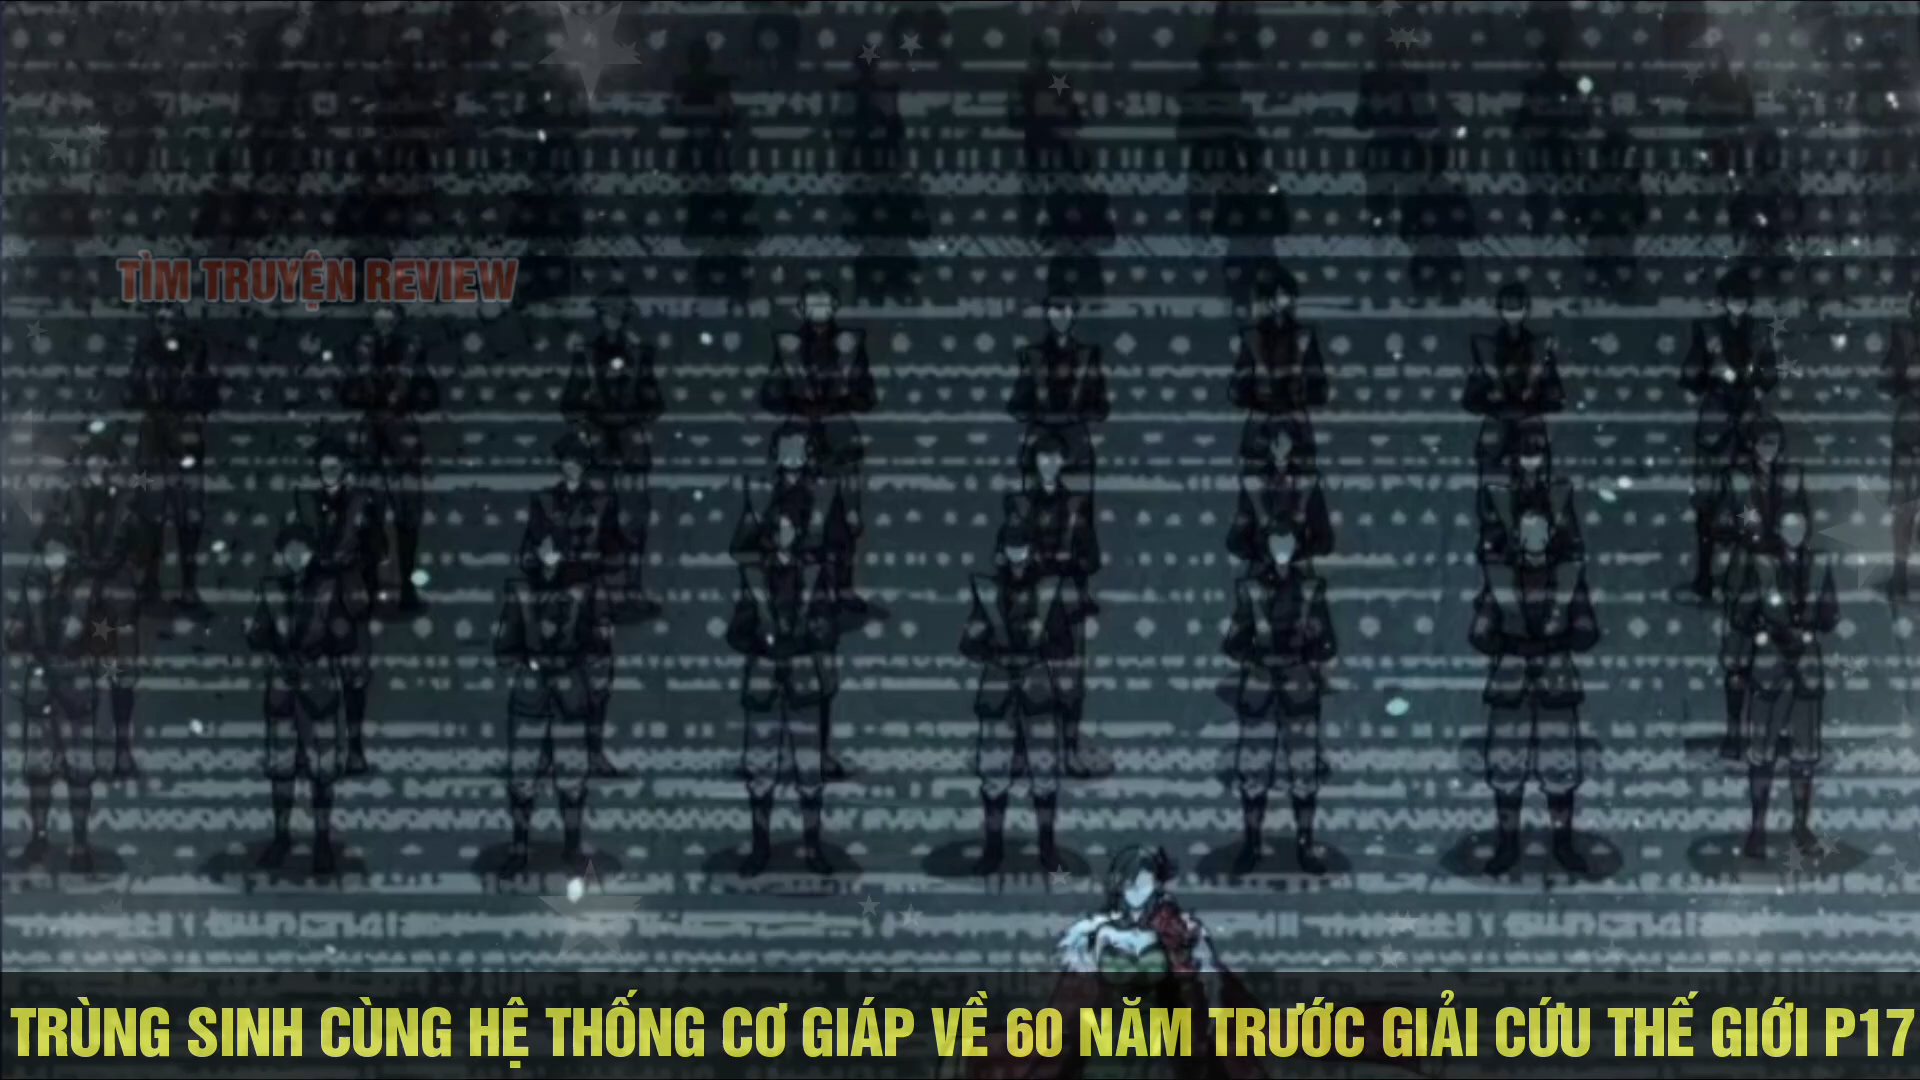 TÌM TRUYỆN REVIEW
TRÙNG SINH CÙNG HỆ THỐNG CƠ GIÁP VỀ 60 NĂM TRƯỚC GIẢI CỨU THẾ GIỚI P17